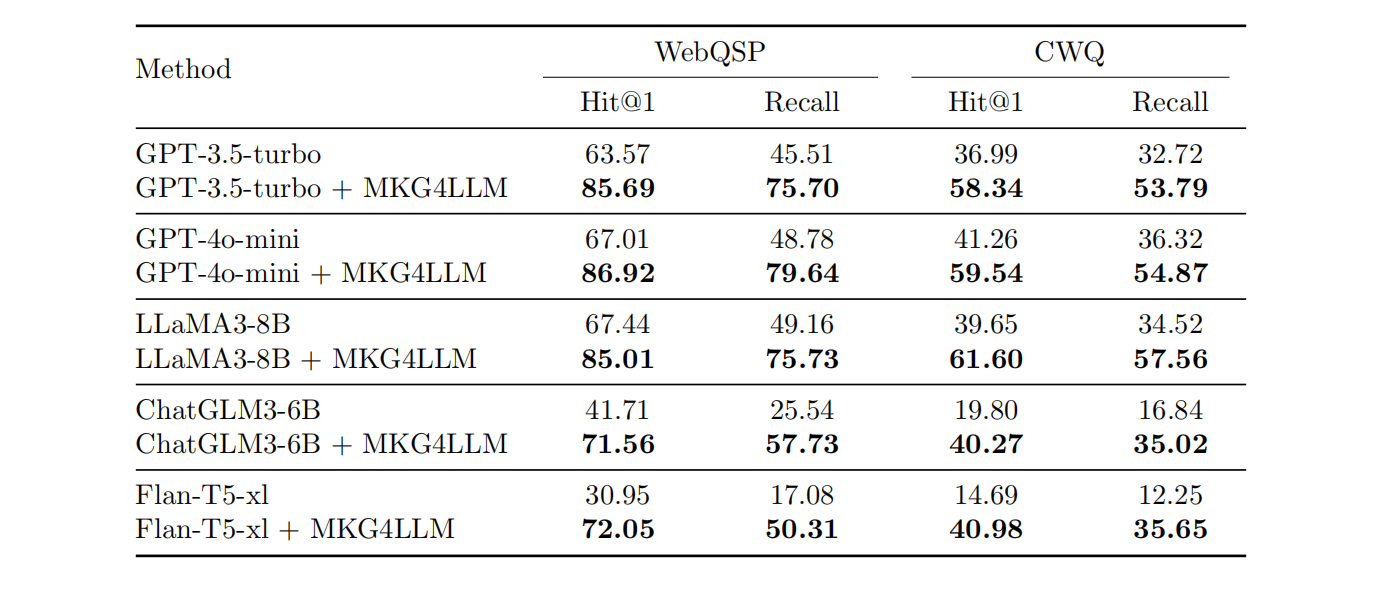 Method WebQSP CWQ
Hit@1 Recall Hit@1 Recall
GPT-3.5-turbo 63.57 45.51 36.99 32.72
GPT-3.5-turbo + MKG4LLM 85.69 75.70 58.34 53.79
GPT-4o-mini 67.01 48.78 41.26 36.32
GPT-4o-mini + MKG4LLM 86.92 79.64 59.54 54.87
LLaMA3-8B 67.44 49.16 39.65 34.52
LLaMA3-8B + MKG4LLM 85.01 75.73 61.60 57.56
ChatGLM3-6B 41.71 25.54 19.80 16.84
ChatGLM3-6B + MKG4LLM 71.56 57.73 40.27 35.02
Flan-T5-xl 30.95 17.08 14.69 12.25
Flan-T5-xl + MKG4LLM 72.05 50.31 40.98 35.65